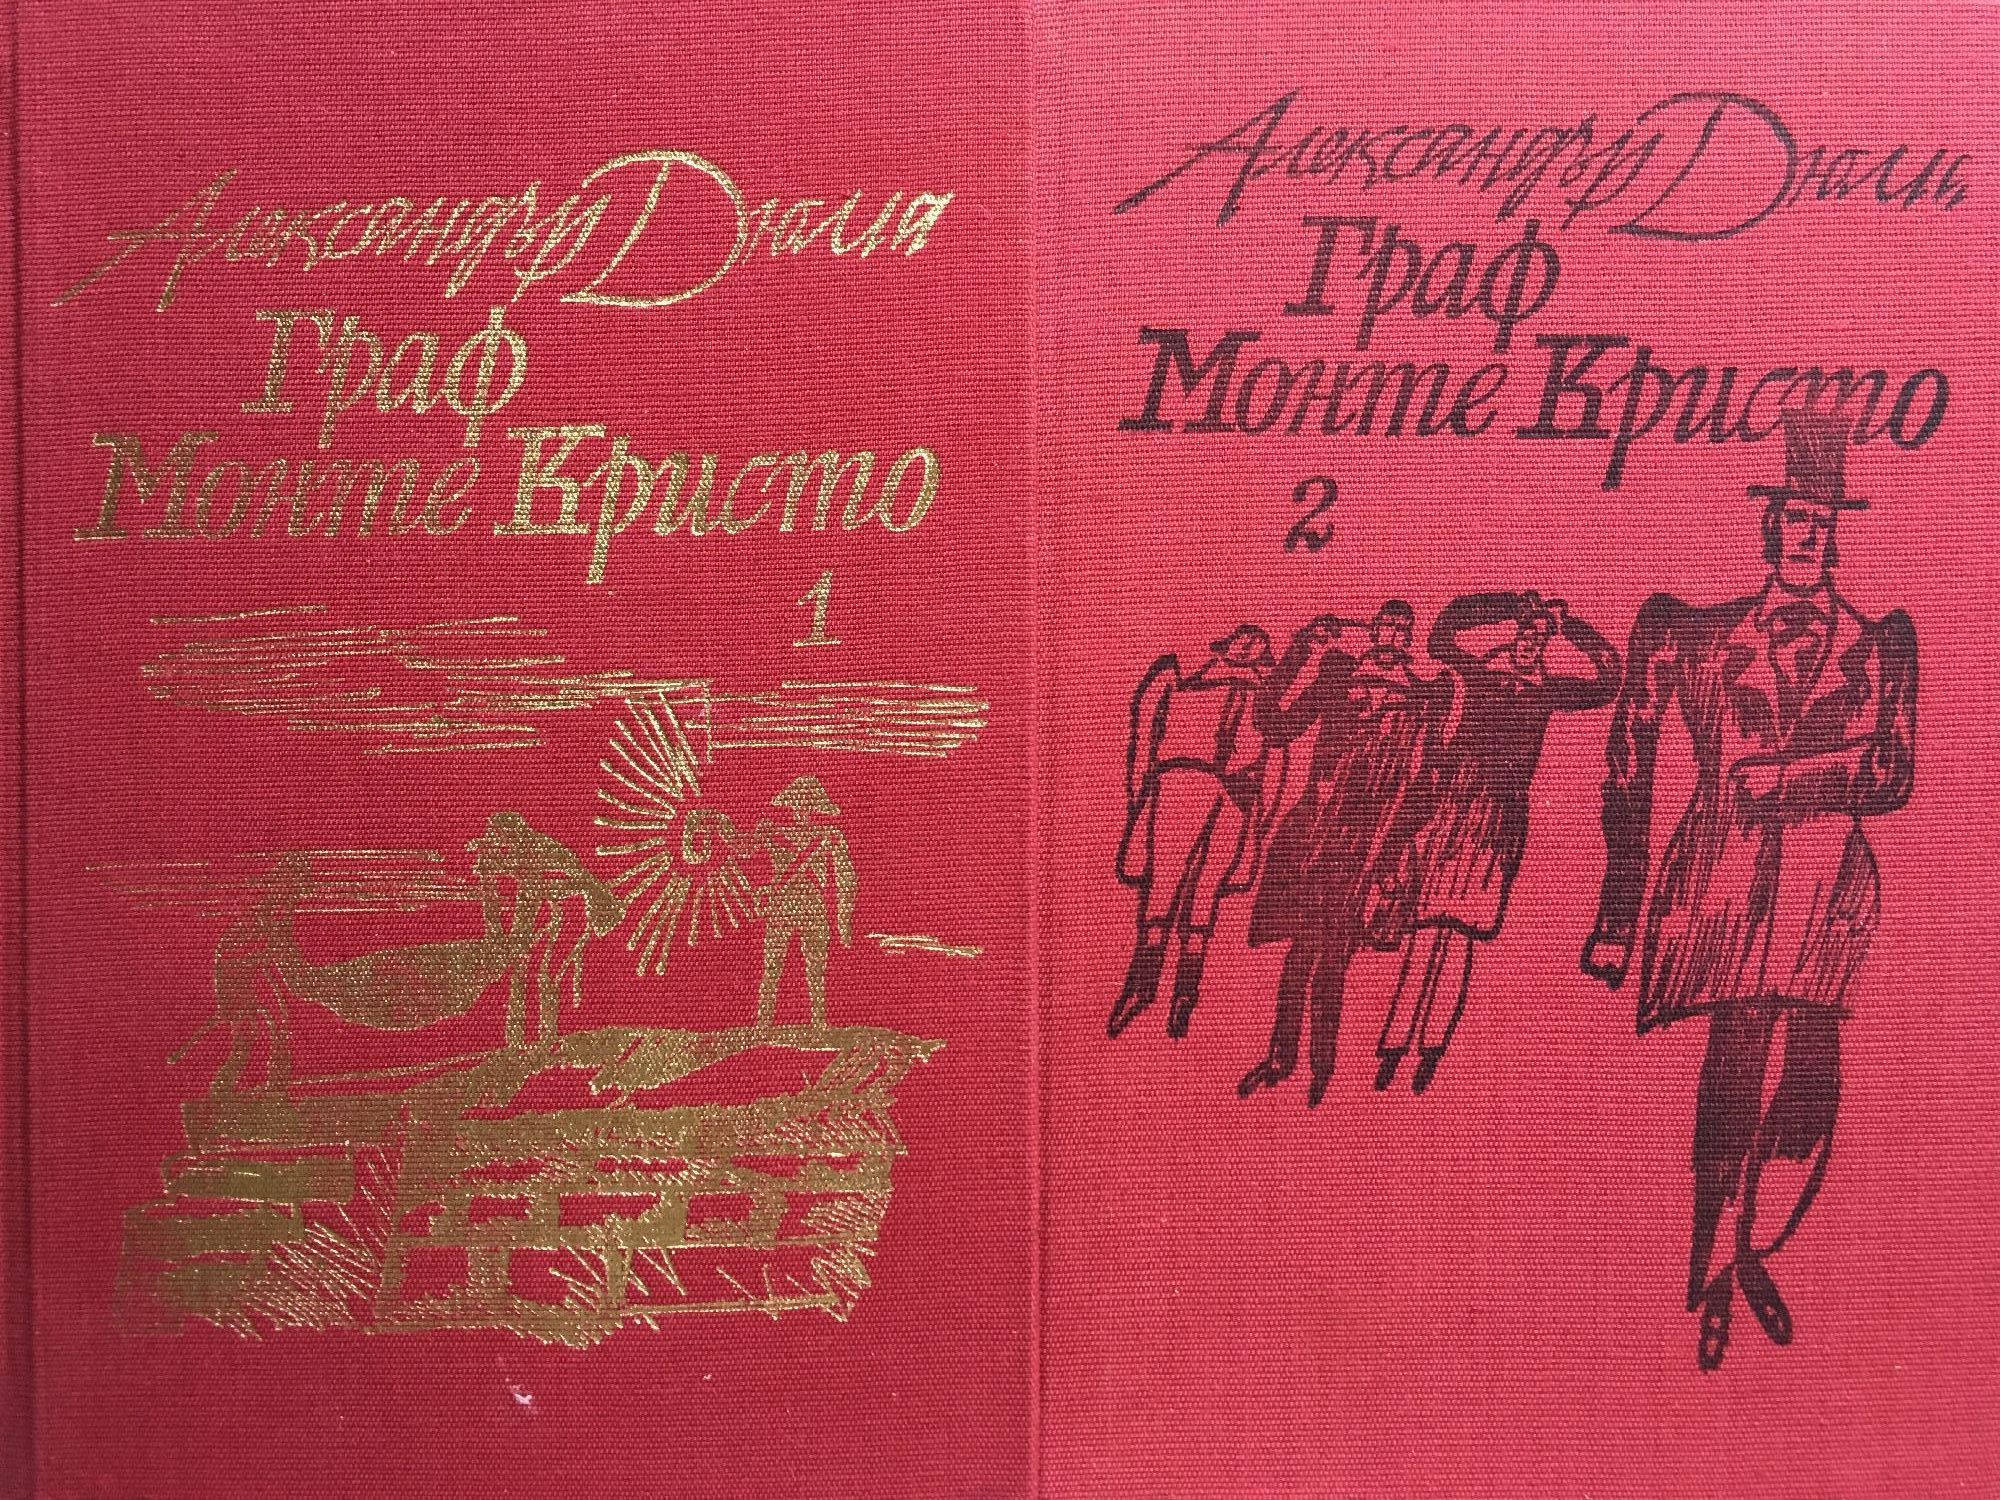 Александр Дюма
Граф
Монте Кристо
1
Александр Дюма
Граф
Монте Кристо
2